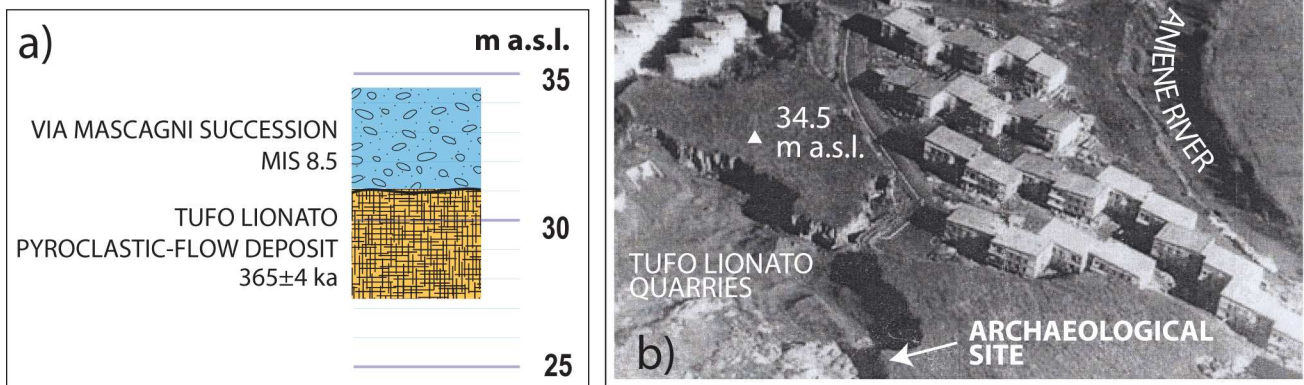 a)
m a.s.l.
35
VIA MASCAGNI SUCCESSION
MIS 8.5
TUFO LIONATO
PYROCLASTIC-FLOW DEPOSIT
365±4 ka
30
25
b)
34.5
m a.s.l.
ANIENE RIVER
TUFO LIONATO
QUARRIES
ARCHAEOLOGICAL
SITE